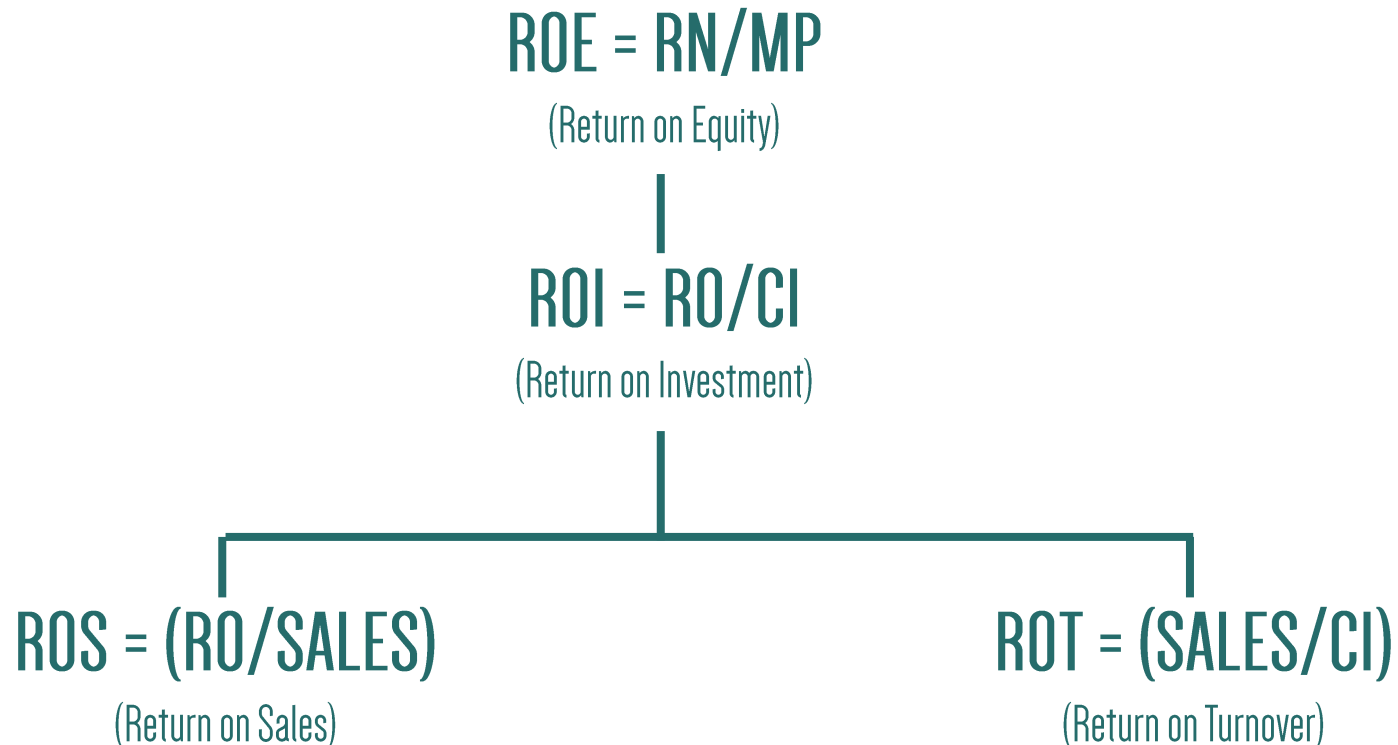 ROE = RN/MP
(Return on Equity)
ROI = RO/CI
(Return on Investment)
ROS = (RO/SALES)
(Return on Sales)
ROT = (SALES/CI)
(Return on Turnover)